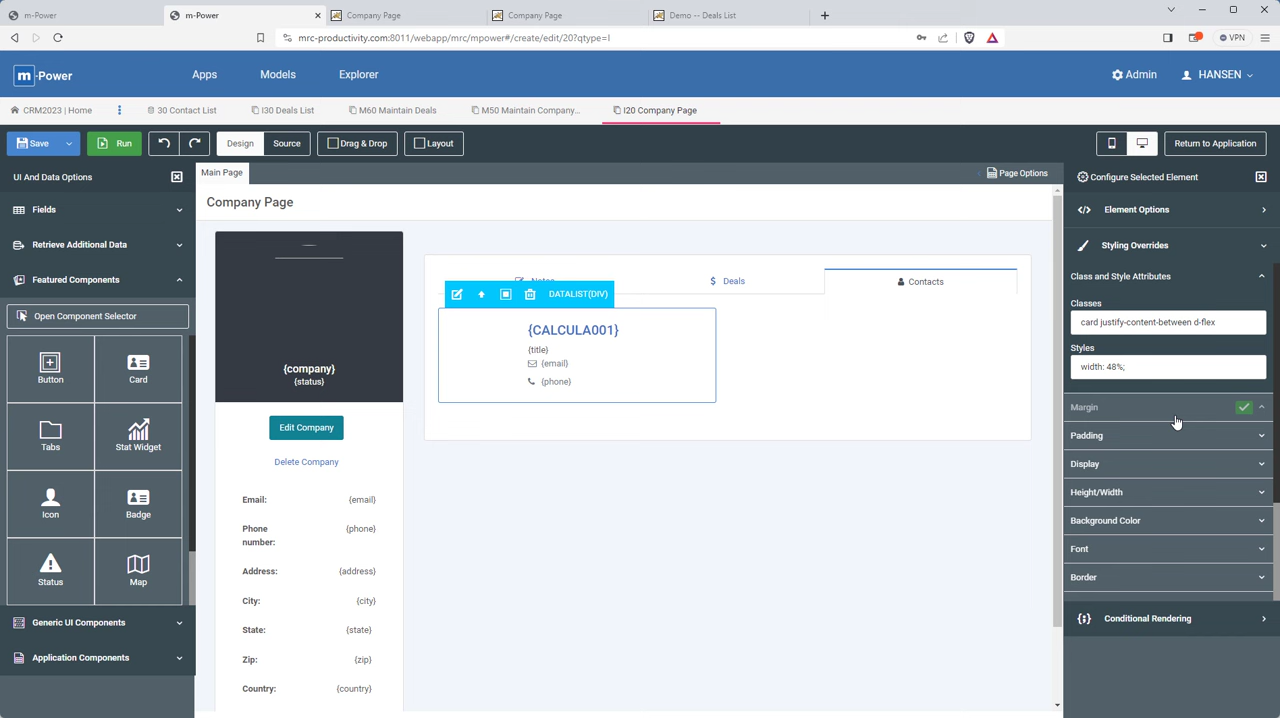 m-Power
m-Power
Company Page
Company Page
Demo -- Deals List
mrc-productivity.com:8011/webapp/mrc/mpower#/create/edit/20?qtype=I
VPN
m -Power
Apps
Models
Explorer
Admin
HANSEN
CRM2023 | Home
30 Contact List
I30 Deals List
M60 Maintain Deals
M50 Maintain Company...
I20 Company Page
Save
Run
Design
Source
Drag & Drop
Layout
Return to Application
UI And Data Options
Main Page
Page Options
Configure Selected Element
Fields
Company Page
Element Options
Retrieve Additional Data
Styling Overrides
Featured Components
Class and Style Attributes
Notes
Deals
Contacts
DATALIST(DIV)
Open Component Selector
Classes
card justify-content-between d-flex
{CALCULA001}
{title}
{email}
{phone}
Styles
width: 48%;
Button
Card
{company}
{status}
Margin
Edit Company
Padding
Tabs
Stat Widget
Delete Company
Display
Email:
{email}
Height/Width
Icon
Badge
Phone number:
{phone}
Background Color
Font
Address:
{address}
Status
Map
Border
City:
{city}
Generic UI Components
State:
{state}
Conditional Rendering
Application Components
Zip:
{zip}
Country:
{country}